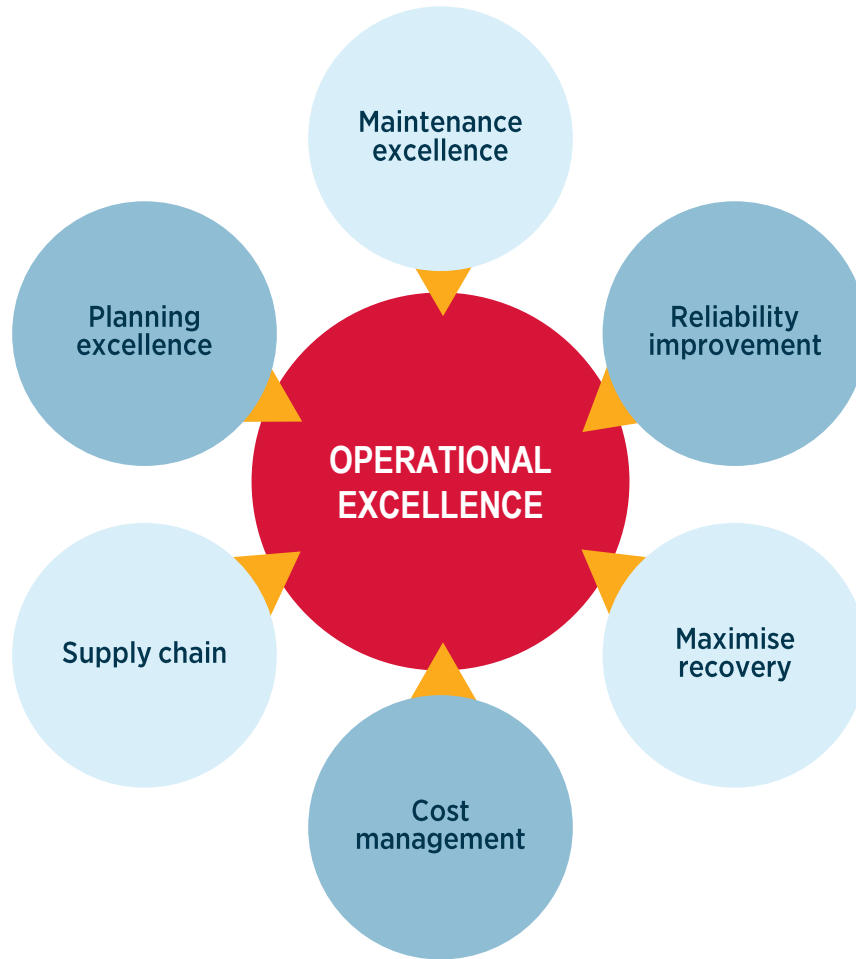 Maintenance
excellence
Planning
excellence
Reliability
improvement
OPERATIONAL
EXCELLENCE
Supply chain
Maximise
recovery
Cost
management